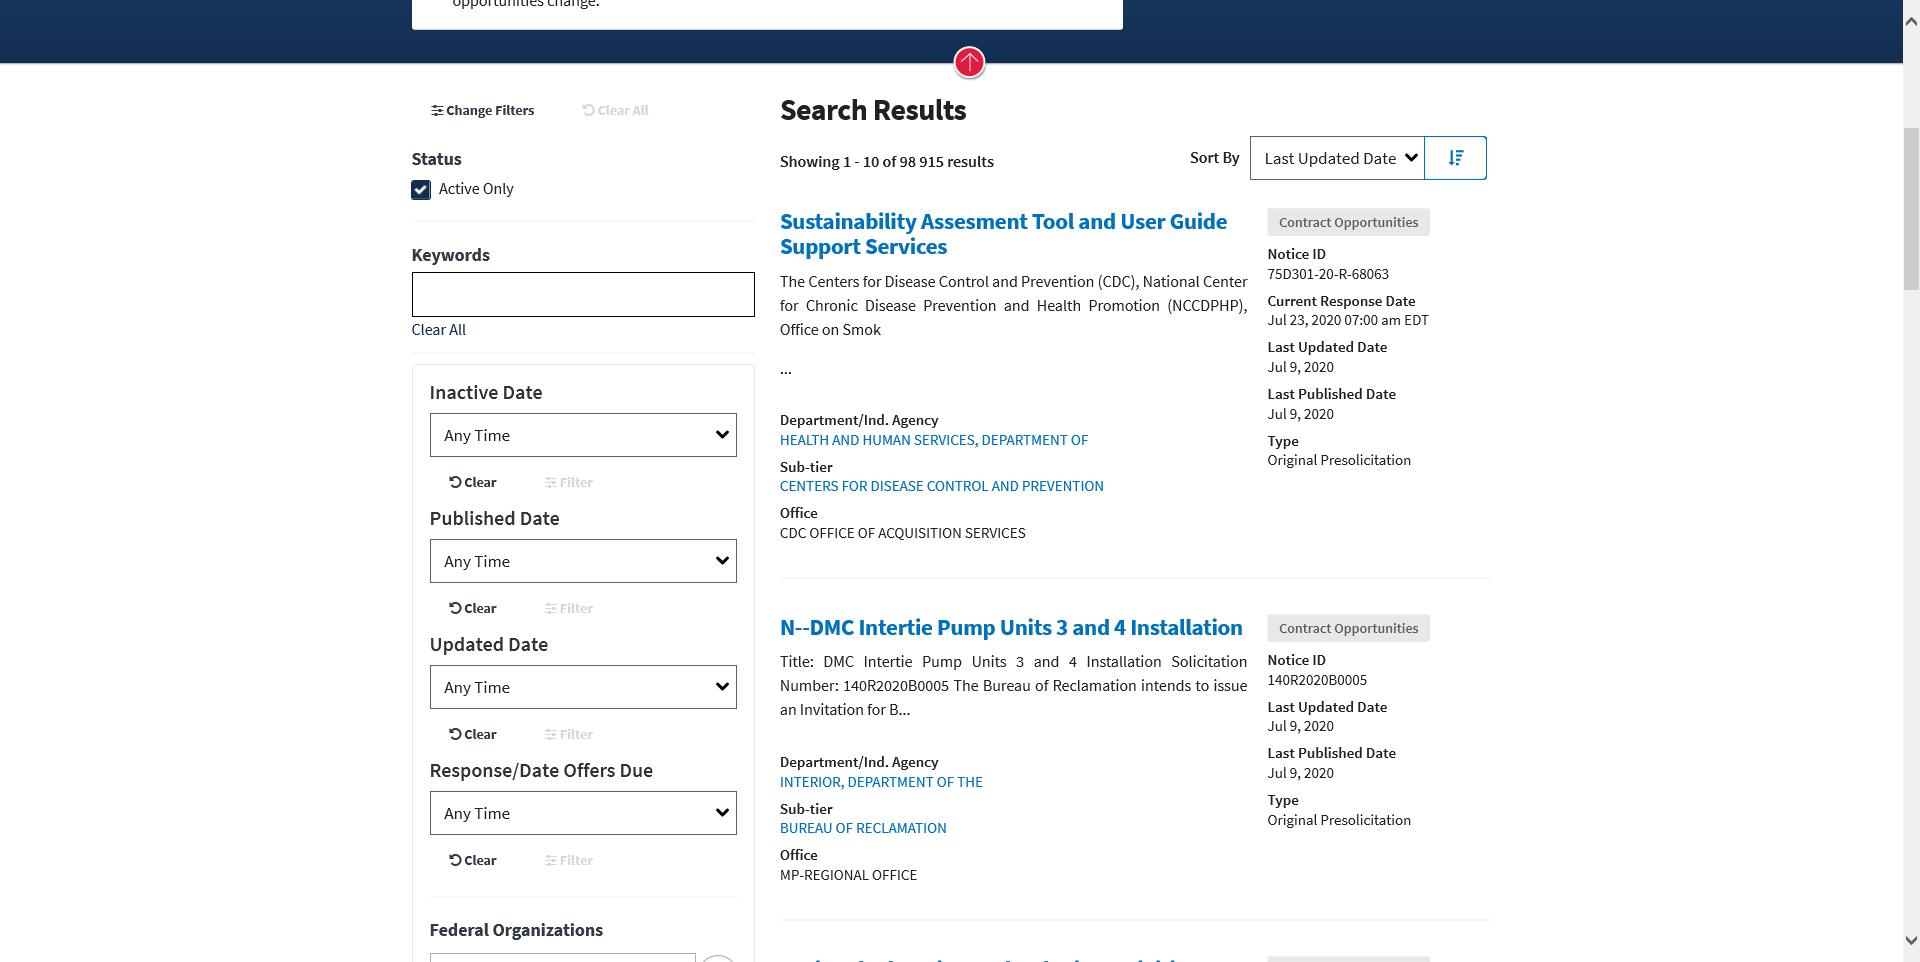 opportunities change.
Change Filters
Clear All
Status
Active Only
Keywords
Clear All
Inactive Date
Any Time
Clear
Filter
Published Date
Any Time
Clear
Filter
Updated Date
Any Time
Clear
Filter
Response/Date Offers Due
Any Time
Clear
Filter
Federal Organizations
Search Results
Showing 1 - 10 of 98 915 results
Sort By
Last Updated Date
Sustainability Assesment Tool and User Guide
Support Services
The Centers for Disease Control and Prevention (CDC), National Center
for Chronic Disease Prevention and Health Promotion (NCCDPHP),
Office on Smok
...
Department/Ind. Agency
HEALTH AND HUMAN SERVICES, DEPARTMENT OF
Sub-tier
CENTERS FOR DISEASE CONTROL AND PREVENTION
Office
CDC OFFICE OF ACQUISITION SERVICES
Contract Opportunities
Notice ID
75D301-20-R-68063
Current Response Date
Jul 23, 2020 07:00 am EDT
Last Updated Date
Jul 9, 2020
Last Published Date
Jul 9, 2020
Type
Original Presolicitation
N--DMC Intertie Pump Units 3 and 4 Installation
Title: DMC Intertie Pump Units 3 and 4 Installation Solicitation
Number: 140R2020B0005 The Bureau of Reclamation intends to issue
an Invitation for B...
Department/Ind. Agency
INTERIOR, DEPARTMENT OF THE
Sub-tier
BUREAU OF RECLAMATION
Office
MP-REGIONAL OFFICE
Contract Opportunities
Notice ID
140R2020B0005
Last Updated Date
Jul 9, 2020
Last Published Date
Jul 9, 2020
Type
Original Presolicitation